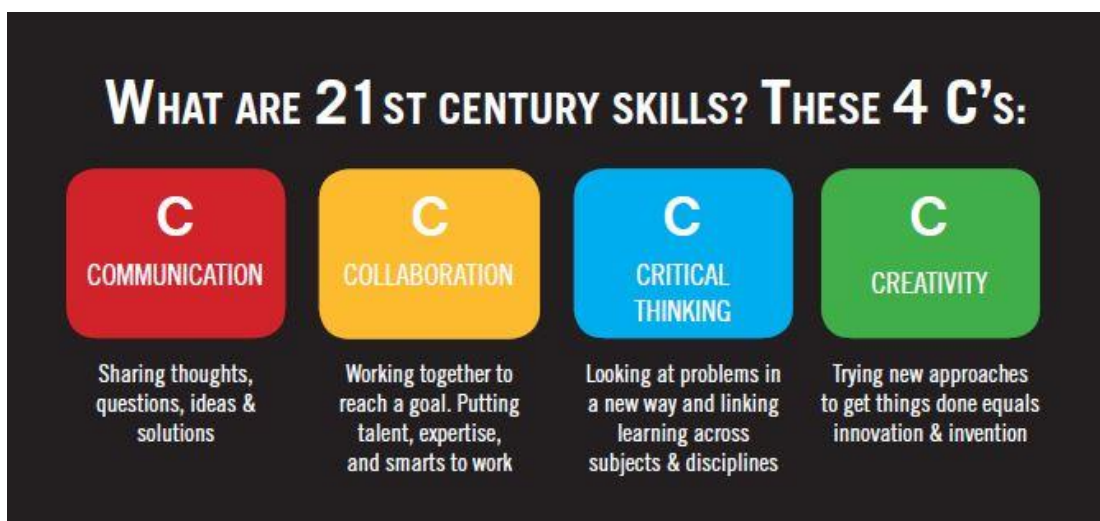 WHAT ARE 21ST CENTURY SKILLS? THESE 4 C'S:
C
COMMUNICATION
Sharing thoughts,
questions, ideas &
solutions
C
COLLABORATION
Working together to
reach a goal. Putting
talent, expertise,
and smarts to work
C
CRITICAL
THINKING
Looking at problems in
a new way and linking
learning across
subjects & disciplines
C
CREATIVITY
Trying new approaches
to get things done equals
innovation & invention